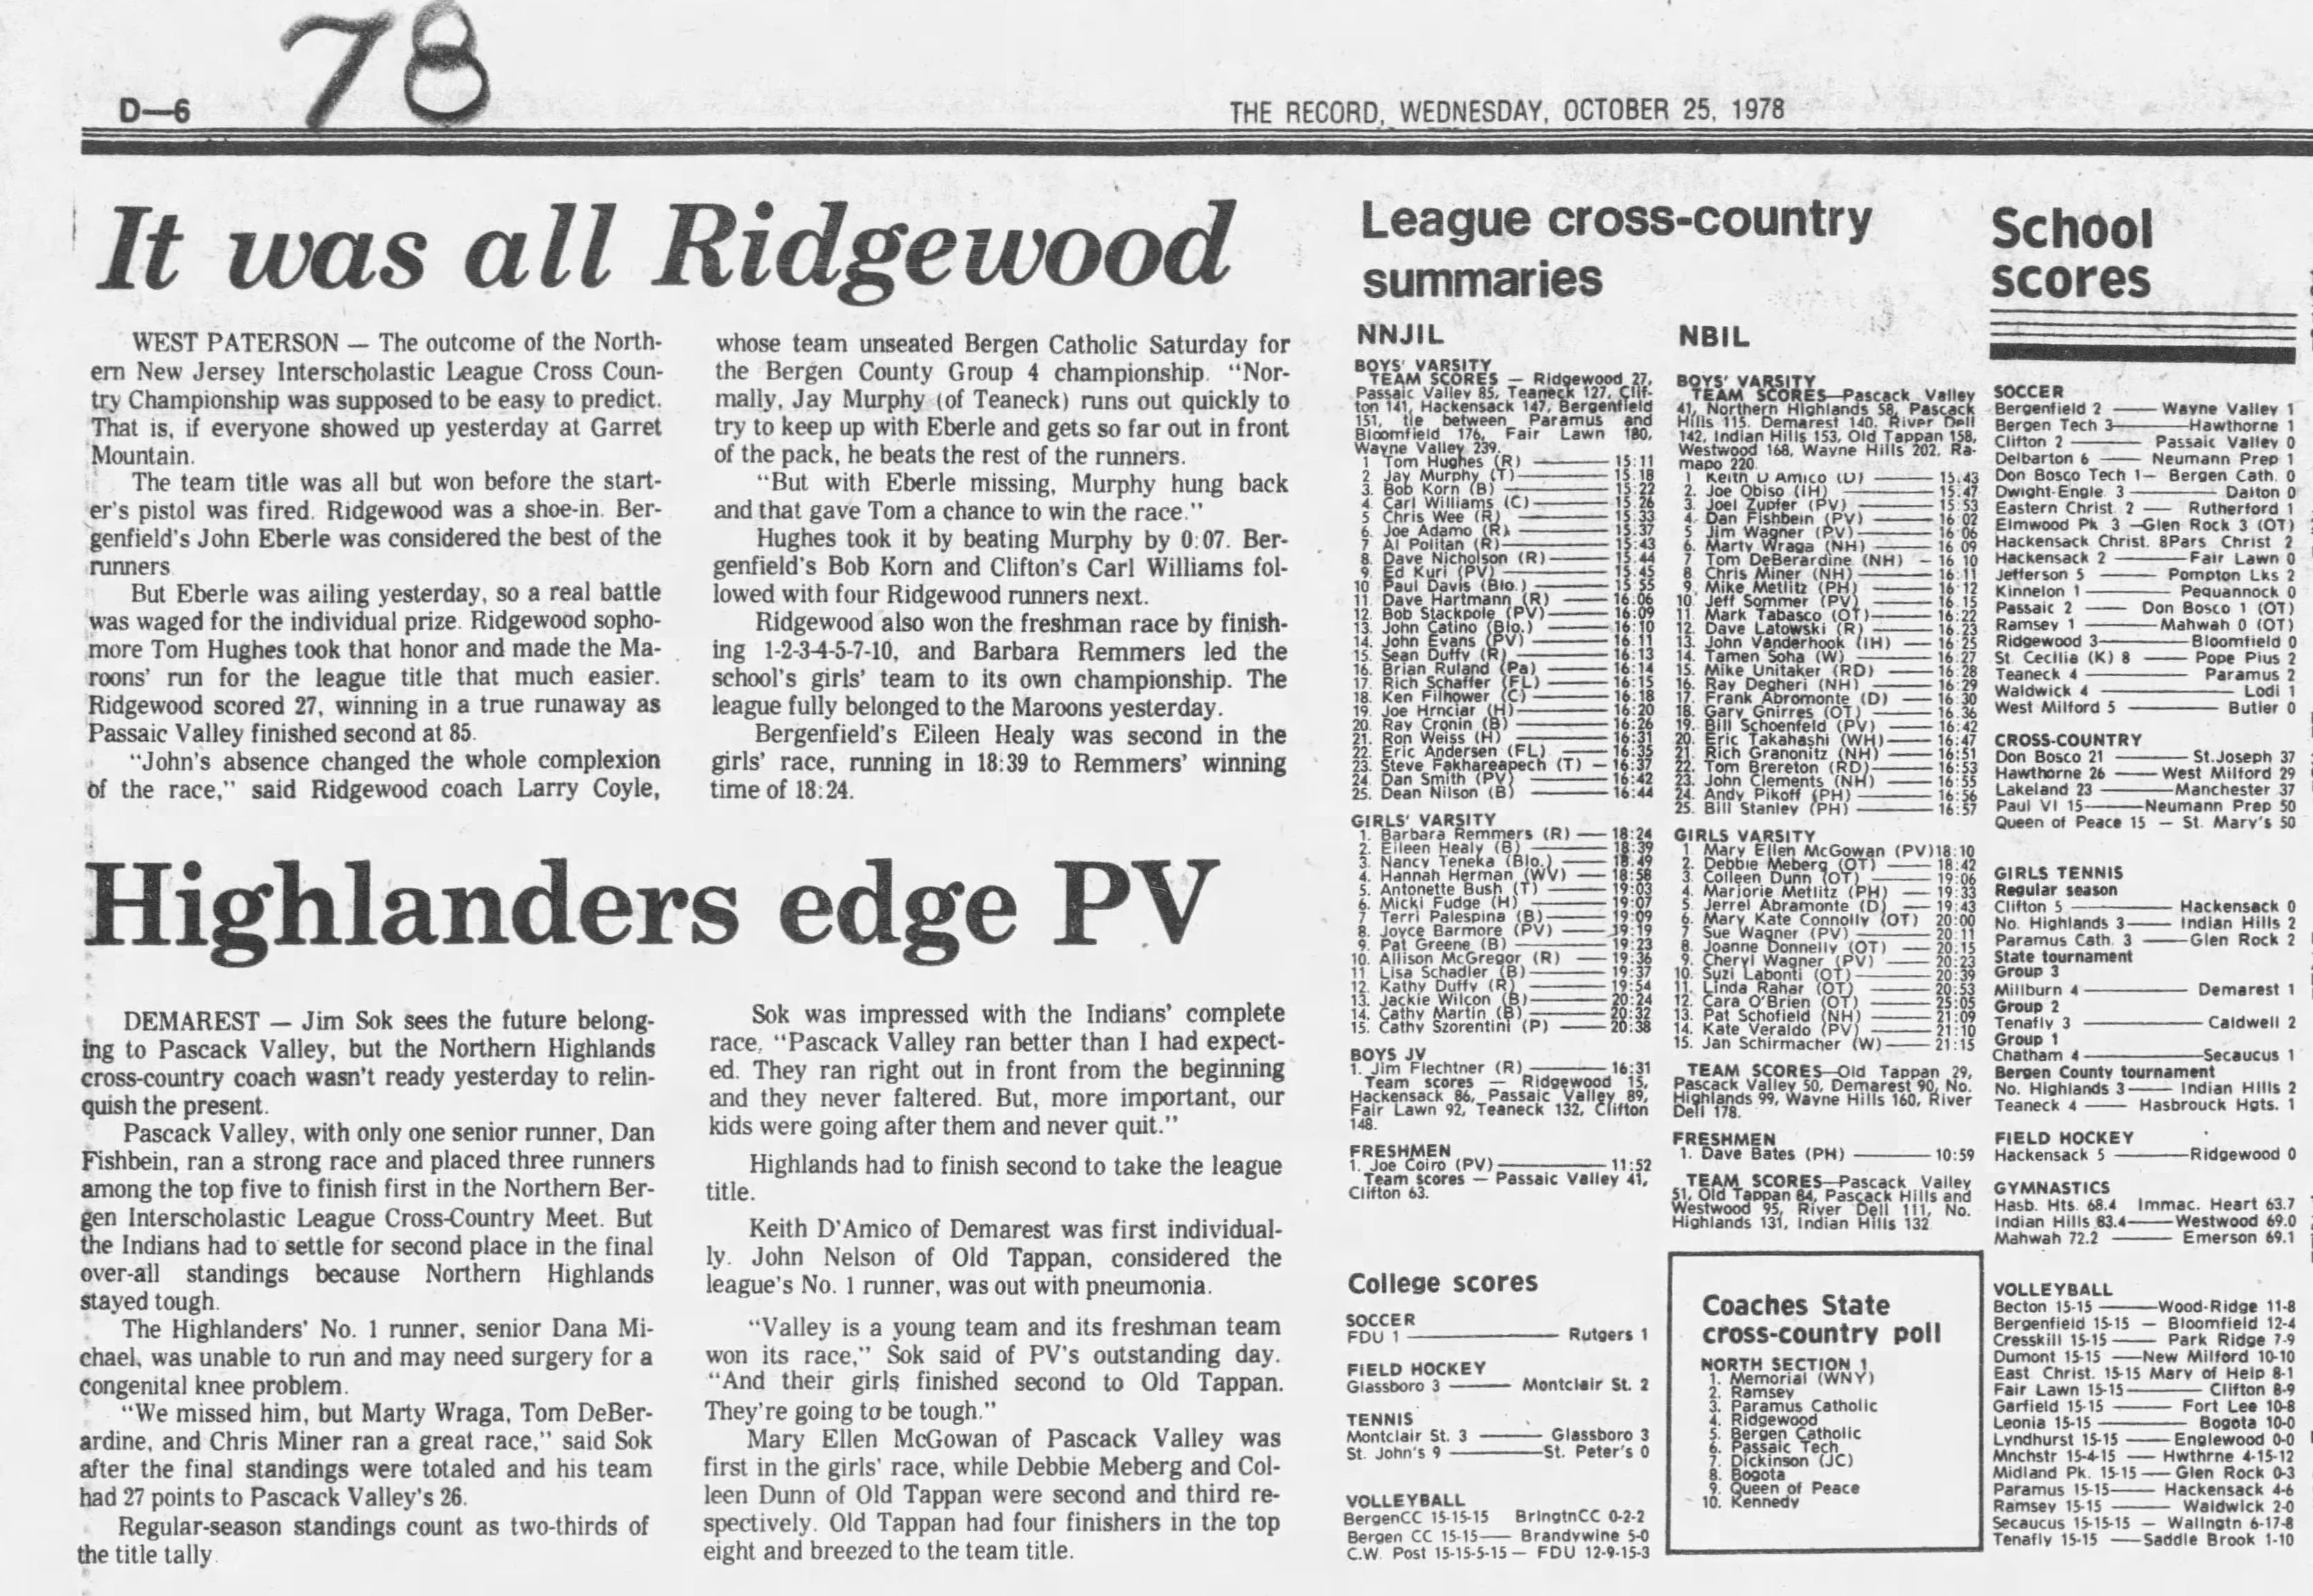 78
D—6
THE RECORD, WEDNESDAY, OCTOBER 25, 1978
It was all Ridgewood
WEST PATERSON — The outcome of the North-
ern New Jersey Interscholastic League Cross Coun-
try Championship was supposed to be easy to predict.
That is, if everyone showed up yesterday at Garret
Mountain.
The team title was all but won before the start-
er's pistol was fired. Ridgewood was a shoe-in. Ber-
genfield's John Eberle was considered the best of the
runners
But Eberle was ailing yesterday, so a real battle
was waged for the individual prize. Ridgewood sopho-
more Tom Hughes took that honor and made the Ma-
roons' run for the league title that much easier.
Ridgewood scored 27, winning in a true runaway as
Passaic Valley finished second at 85.
"John's absence changed the whole complexion
of the race," said Ridgewood coach Larry Coyle,
whose team unseated Bergen Catholic Saturday for
the Bergen County Group 4 championship. "Nor-
mally, Jay Murphy (of Teaneck) runs out quickly to
try to keep up with Eberle and gets so far out in front
of the pack, he beats the rest of the runners.
"But with Eberle missing, Murphy hung back
and that gave Tom a chance to win the race."
Hughes took it by beating Murphy by 0:07. Ber-
genfield's Bob Korn and Clifton's Carl Williams fol-
lowed with four Ridgewood runners next.
Ridgewood also won the freshman race by finish-
ing 1-2-3-4-5-7-10, and Barbara Remmers led the
school's girls' team to its own championship. The
league fully belonged to the Maroons yesterday.
Bergenfield's Eileen Healy was second in the
girls' race, running in 18:39 to Remmers' winning
time of 18:24.
Highlanders edge PV
DEMAREST — Jim Sok sees the future belong-
ing to Pascack Valley, but the Northern Highlands
cross-country coach wasn't ready yesterday to relin-
quish the present.
Pascack Valley, with only one senior runner, Dan
Fishbein, ran a strong race and placed three runners
among the top five to finish first in the Northern Ber-
gen Interscholastic League Cross-Country Meet. But
the Indians had to settle for second place in the final
over-all standings because Northern Highlands
stayed tough.
The Highlanders' No. 1 runner, senior Dana Mi-
chael, was unable to run and may need surgery for a
congenital knee problem.
"We missed him, but Marty Wraga, Tom DeBer-
ardine, and Chris Miner ran a great race," said Sok
after the final standings were totaled and his team
had 27 points to Pascack Valley's 26.
Regular-season standings count as two-thirds of
the title tally.
Sok was impressed with the Indians' complete
race, "Pascack Valley ran better than I had expect-
ed. They ran right out in front from the beginning
and they never faltered. But, more important, our
kids were going after them and never quit."
Highlands had to finish second to take the league
title.
Keith D'Amico of Demarest was first individual-
ly. John Nelson of Old Tappan, considered the
league's No. 1 runner, was out with pneumonia.
"Valley is a young team and its freshman team
won its race," Sok said of PV's outstanding day.
"And their girls finished second to Old Tappan.
They're going to be tough."
Mary Ellen McGowan of Pascack Valley was
first in the girls' race, while Debbie Meberg and Col-
leen Dunn of Old Tappan were second and third re-
spectively. Old Tappan had four finishers in the top
eight and breezed to the team title.
League cross-country
summaries
NNJIL
BOYS' VARSITY
TEAM SCORES — Ridgewood 27,
Passaic Valley 85, Teaneck 127, Clif-
ton 141, Hackensack 147, Bergenfield
151, tie between Paramus and
Bloomfield 176, Fair Lawn 180,
Wayne Valley 239.
1 Tom Hughes (R) 15:11
2 Jay Murphy (T) 15:18
3. Bob Korn (B) 15:22
4. Carl Williams (C) 15:26
5 Chris Wee (R) 15:33
6. Joe Adamo (R) 15:37
7 Al Politan (R) 15:43
8. Dave Nicholson (R) 15:44
9. Ed Kuri (PV) 15:45
10 Paul Davis (Blo.) 15:55
11. Dave Hartmann (R) 16:06
12. Bob Stackpole (PV) 16:09
13. John Catino (Blo.) 16:10
14. John Evans (PV) 16:11
15. Sean Duffy (R) 16:13
16. Brian Ruland (Pa) 16:14
17. Rich Schaffer (FL) 16:15
18. Ken Filhower (C) 16:18
19. Joe Hrnciar (H) 16:20
20. Ray Cronin (B) 16:26
21. Ron Weiss (H) 16:31
22. Eric Andersen (FL) 16:35
23. Steve Fakhareapech (T) 16:37
24. Dan Smith (PV) 16:42
25. Dean Nilson (B) 16:44
GIRLS' VARSITY
1. Barbara Remmers (R) 18:24
2. Eileen Healy (B) 18:39
3. Nancy Teneka (Blo.) 18:49
4. Hannah Herman (WV) 18:58
5. Antonette Bush (T) 19:03
6. Micki Fudge (H) 19:07
7 Terri Palespina (B) 19:09
8. Joyce Barmore (PV) 19:19
9. Pat Greene (B) 19:23
10. Allison McGregor (R) 19:36
11. Lisa Schadler (B) 19:37
12. Kathy Duffy (R) 19:54
13. Jackie Wilcon (B) 20:24
14. Cathy Martin (B) 20:32
15. Cathy Szorentini (P) 20:38
BOYS JV
1. Jim Flechtner (R) 16:31
Team scores — Ridgewood 15,
Hackensack 86, Passaic Valley 89,
Fair Lawn 92, Teaneck 132, Clifton
148.
FRESHMEN
1. Joe Coiro (PV) 11:52
Team scores — Passaic Valley 41,
Clifton 63.
College scores
SOCCER
FDU 1 Rutgers 1
FIELD HOCKEY
Glassboro 3 Montclair St. 2
TENNIS
Montclair St. 3 Glassboro 3
St. John's 9 St. Peter's 0
VOLLEYBALL
BergenCC 15-15-15 BrlngtnCC 0-2-2
Bergen CC 15-15 Brandywine 5-0
C.W. Post 15-15-5-15 — FDU 12-9-15-3
NBIL
BOYS' VARSITY
TEAM SCORES—Pascack Valley
41, Northern Highlands 58, Pascack
Hills 115, Demarest 140, River Dell
142, Indian Hills 153, Old Tappan 158,
Westwood 168, Wayne Hills 202, Ra-
mapo 220.
1 Keith D Amico (D) 15:43
2. Joe Obiso (IH) 15:47
3. Joel Zupfer (PV) 15:53
4. Dan Fishbein (PV) 16 02
5 Jim Wagner (PV) 16 06
6. Marty Wraga (NH) 16 09
7 Tom DeBerardine (NH) 16 10
8 Chris Miner (NH) 16:11
9. Mike Metlitz (PH) 16 12
10. Jeff Sommer (PV) 16 15
11. Mark Tabasco (OT) 16:22
12. Dave Latowski (R) 16:23
13. John Vanderhook (IH) 16:25
14. Tamen Soha (W) 16:27
15. Mike Unitaker (RD) 16:28
16. Ray Degheri (NH) 16:29
17. Frank Abromonte (D) 16:30
18. Gary Gnirres (OT) 16.36
19. Bill Schoenfeld (PV) 16:42
20. Eric Takahashi (WH) 16:47
21. Rich Granonitz (NH) 16:51
22. Tom Brereton (RD) 16:53
23. John Clements (NH) 16:55
24. Andy Pikoff (PH) 16:56
25. Bill Stanley (PH) 16:57
GIRLS VARSITY
1 Mary Ellen McGowan (PV) 18:10
2. Debbie Meberg (OT) 18:42
3. Colleen Dunn (OT) 19:06
4. Marjorie Metlitz (PH) 19:33
5. Jerrel Abramonte (D) 19:43
6. Mary Kate Connolly (OT) 20:00
7 Sue Wagner (PV) 20:11
8. Joanne Donnelly (OT) 20:15
9. Cheryl Wagner (PV) 20:23
10. Suzi Labonti (OT) 20:39
11. Linda Rahar (OT) 20:53
12. Cara O'Brien (OT) 25:05
13. Pat Schofield (NH) 21:09
14. Kate Veraldo (PV) 21:10
15. Jan Schirmacher (W) 21:15
TEAM SCORES—Old Tappan 29,
Pascack Valley 50, Demarest 90, No.
Highlands 99, Wayne Hills 160, River
Dell 178.
FRESHMEN
1. Dave Bates (PH) 10:59
TEAM SCORES—Pascack Valley
51, Old Tappan 84, Pascack Hills and
Westwood 95, River Dell 111, No.
Highlands 131, Indian Hills 132
Coaches State
cross-country poll
NORTH SECTION 1
1. Memorial (WNY)
2. Ramsey
3. Paramus Catholic
4. Ridgewood
5. Bergen Catholic
6. Passaic Tech
7. Dickinson (JC)
8. Bogota
9. Queen of Peace
10. Kennedy
School
scores
SOCCER
Bergenfield 2 Wayne Valley 1
Bergen Tech 3 Hawthorne 1
Clifton 2 Passaic Valley 0
Delbarton 6 Neumann Prep 1
Don Bosco Tech 1 Bergen Cath. 0
Dwight-Engle. 3 Dalton 0
Eastern Christ. 2 Rutherford 1
Elmwood Pk. 3 Glen Rock 3 (OT)
Hackensack Christ. 8Pars Christ 2
Hackensack 2 Fair Lawn 0
Jefferson 5 Pompton Lks 2
Kinnelon 1 Pequannock 0
Passaic 2 Don Bosco 1 (OT)
Ramsey 1 Mahwah 0 (OT)
Ridgewood 3 Bloomfield 0
St. Cecilia (K) 8 Pope Pius 2
Teaneck 4 Paramus 2
Waldwick 4 Lodi 1
West Milford 5 Butler 0
CROSS-COUNTRY
Don Bosco 21 St.Joseph 37
Hawthorne 26 West Milford 29
Lakeland 23 Manchester 37
Paul VI 15 Neumann Prep 50
Queen of Peace 15 — St. Mary's 50
GIRLS TENNIS
Regular season
Clifton 5 Hackensack 0
No. Highlands 3 Indian Hills 2
Paramus Cath. 3 Glen Rock 2
State tournament
Group 3
Millburn 4 Demarest 1
Group 2
Tenafly 3 Caldwell 2
Group 1
Chatham 4 Secaucus 1
Bergen County tournament
No. Highlands 3 Indian Hills 2
Teaneck 4 Hasbrouck Hgts. 1
FIELD HOCKEY
Hackensack 5 Ridgewood 0
GYMNASTICS
Hasb. Hts. 68.4 Immac. Heart 63.7
Indian Hills 83.4 Westwood 69.0
Mahwah 72.2 Emerson 69.1
VOLLEYBALL
Becton 15-15 Wood-Ridge 11-8
Bergenfield 15-15 Bloomfield 12-4
Cresskill 15-15 Park Ridge 7-9
Dumont 15-15 New Milford 10-10
East. Christ. 15-15 Mary of Help 8-1
Fair Lawn 15-15 Clifton 8-9
Garfield 15-15 Fort Lee 10-8
Leonia 15-15 Bogota 10-0
Lyndhurst 15-15 Englewood 0-0
Mnchstr 15-4-15 Hwthrne 4-15-12
Midland Pk. 15-15 Glen Rock 0-3
Paramus 15-15 Hackensack 4-6
Ramsey 15-15 Waldwick 2-0
Secaucus 15-15-15 — Wallngtn 6-17-8
Tenafly 15-15 Saddle Brook 1-10